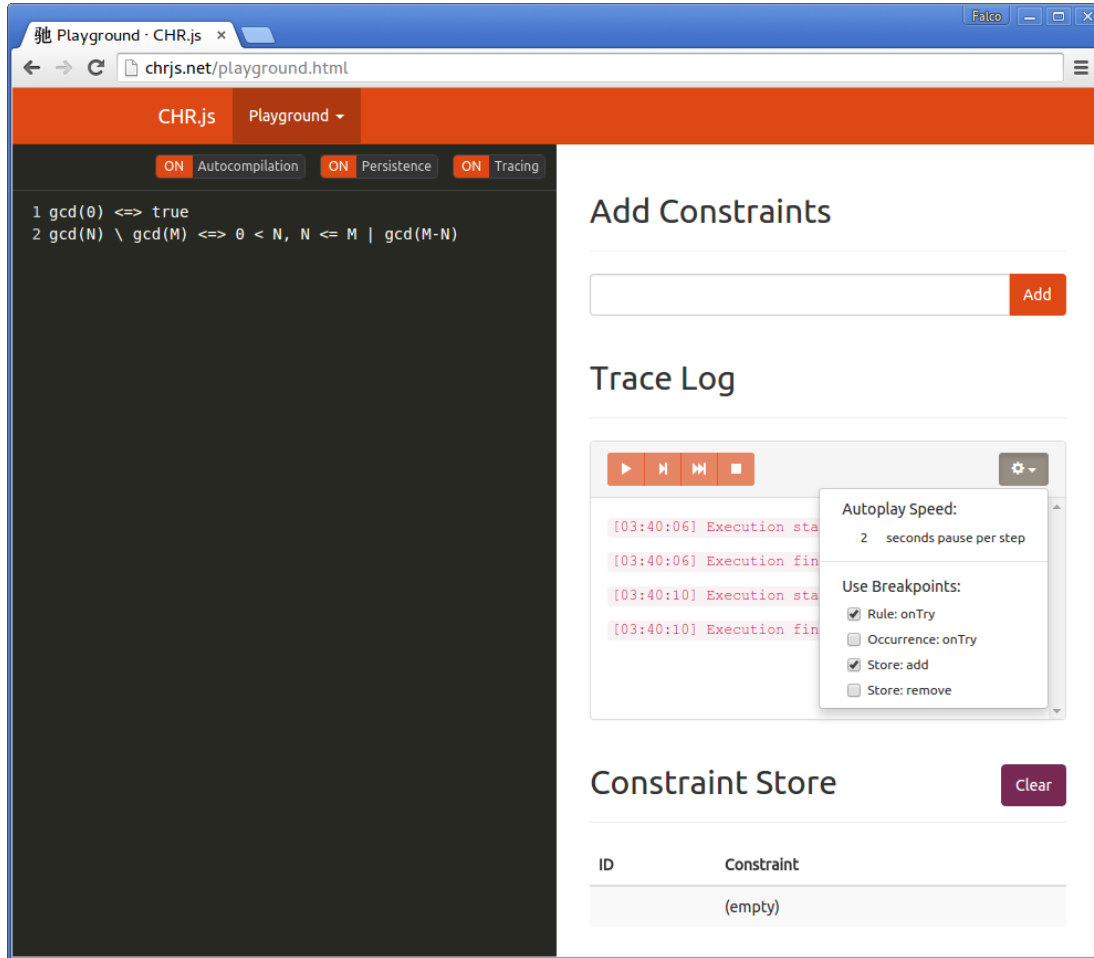 Falco
驰 Playground · CHR.js ×
chrjs.net/playground.html
CHR.js Playground
ON Autocompilation ON Persistence ON Tracing
1 gcd(0) <=> true
2 gcd(N) \ gcd(M) <=> 0 < N, N <= M | gcd(M-N)
Add Constraints
Add
Trace Log
[03:40:06] Execution sta
[03:40:06] Execution fin
[03:40:10] Execution sta
[03:40:10] Execution fin
Autoplay Speed:
2 seconds pause per step
Use Breakpoints:
Rule: onTry
Occurrence: onTry
Store: add
Store: remove
Constraint Store
Clear
ID Constraint
(empty)